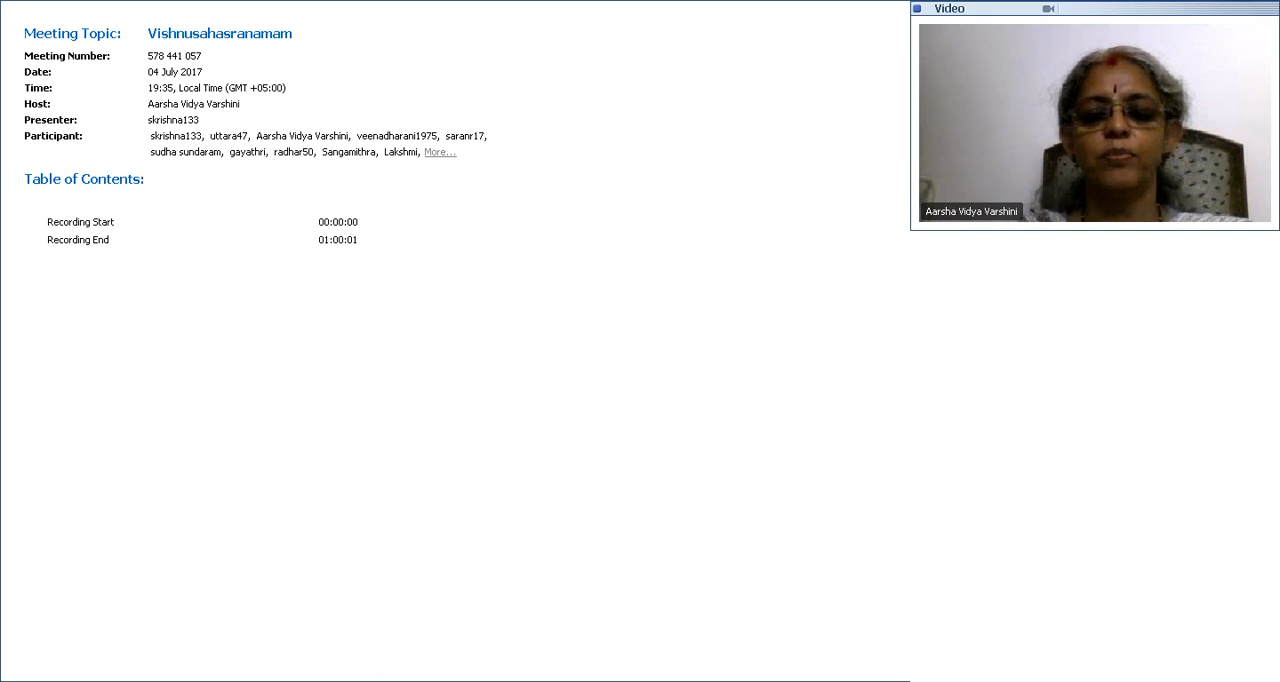 Meeting Topic: Vishnusahasranamam
Meeting Number: 578 441 057
Date: 04 July 2017
Time: 19:35, Local Time (GMT +05:00)
Host: Aarsha Vidya Varshini
Presenter: skrishna133
Participant: skrishna133, uttara47, Aarsha Vidya Varshini, veenadharani1975, saranr17,
sudha sundaram, gayathri, radhar50, Sangamithra, Lakshmi, More...
Table of Contents:
Recording Start 00:00:00
Recording End 01:00:01
Video
Aarsha Vidya Varshini